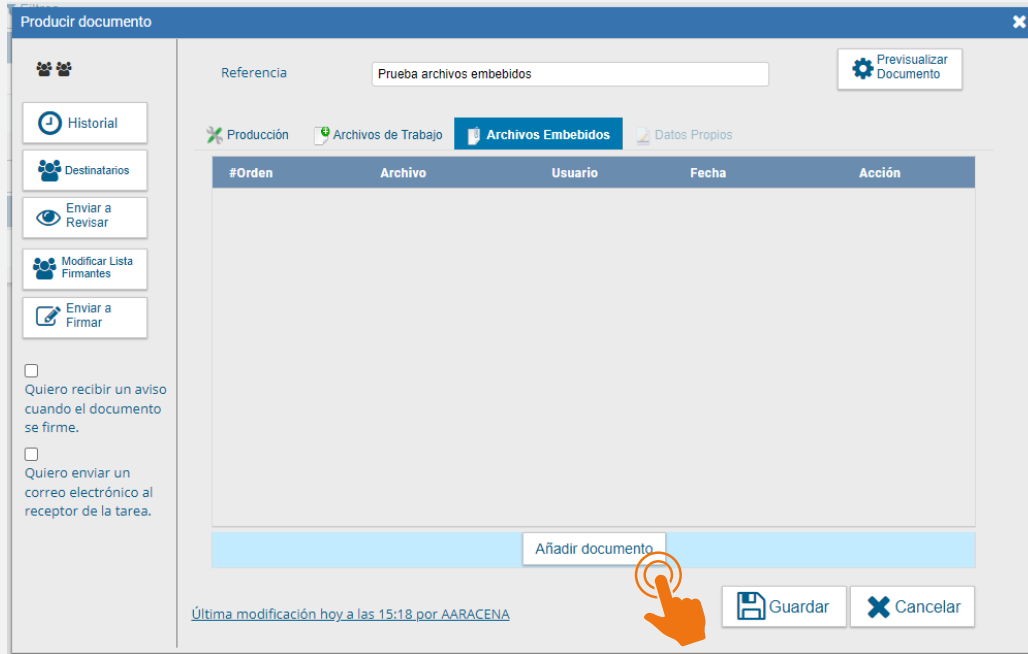 Filtros
Producir documento
Referencia
Prueba archivos embebidos
Previsualizar
Documento
Historial
Destinatarios
Enviar a
Revisar
Modificar Lista
Firmantes
Enviar a
Firmar
Quiero recibir un aviso
cuando el documento
se firme.
Quiero enviar un
correo electrónico al
receptor de la tarea.
Producción
Archivos de Trabajo
Archivos Embebidos
Datos Propios
#Orden Archivo Usuario Fecha Acción
Añadir documento
Última modificación hoy a las 15:18 por AARACENA
Guardar
Cancelar